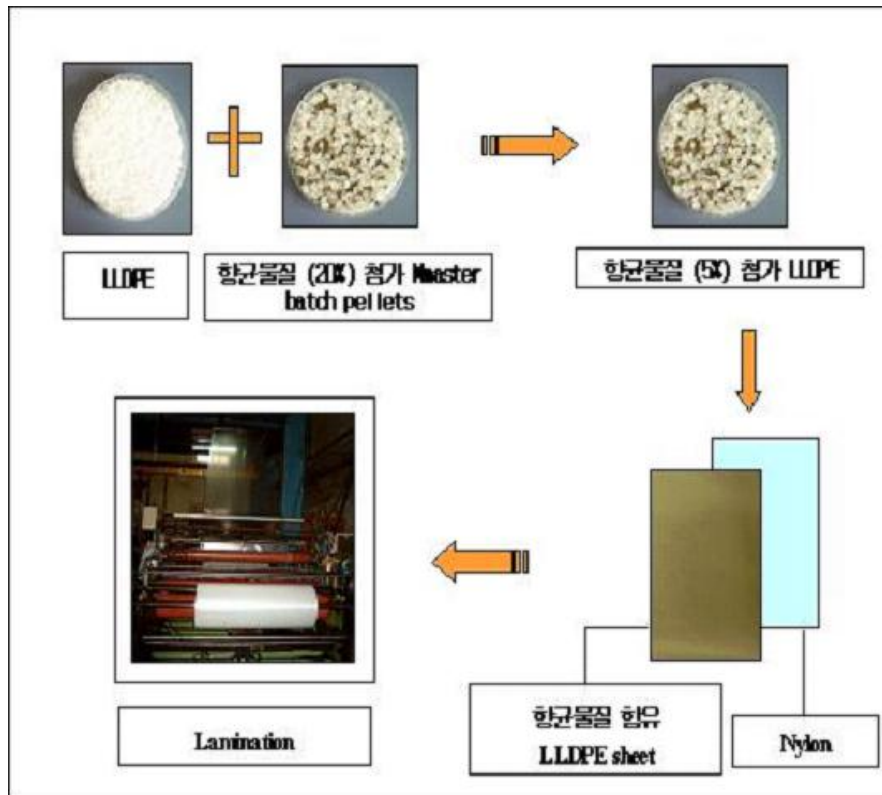 LLDPE
항균물질 (20%) 첨가 Maaster
batch pellets
항균물질 (5%) 첨가 LLDPE
항균물질 함유
LLDPE sheet
Nylon
Lamination